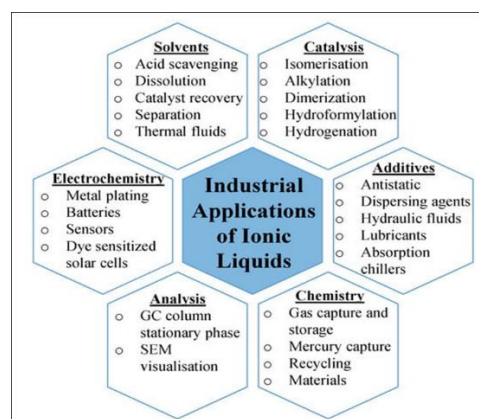 Solvents
o Acid scavenging
o Dissolution
o Catalyst recovery
o Separation
o Thermal fluids
Catalysis
o Isomerisation
o Alkylation
o Dimerization
o Hydroformylation
o Hydrogenation
Electrochemistry
o Metal plating
o Batteries
o Sensors
o Dye sensitized
solar cells
Industrial
Applications
of Ionic
Liquids
Additives
o Antistatic
o Dispersing agents
o Hydraulic fluids
o Lubricants
o Absorption
chillers
Analysis
o GC column
stationary phase
o SEM
visualisation
Chemistry
o Gas capture and
storage
o Mercury capture
o Recycling
o Materials